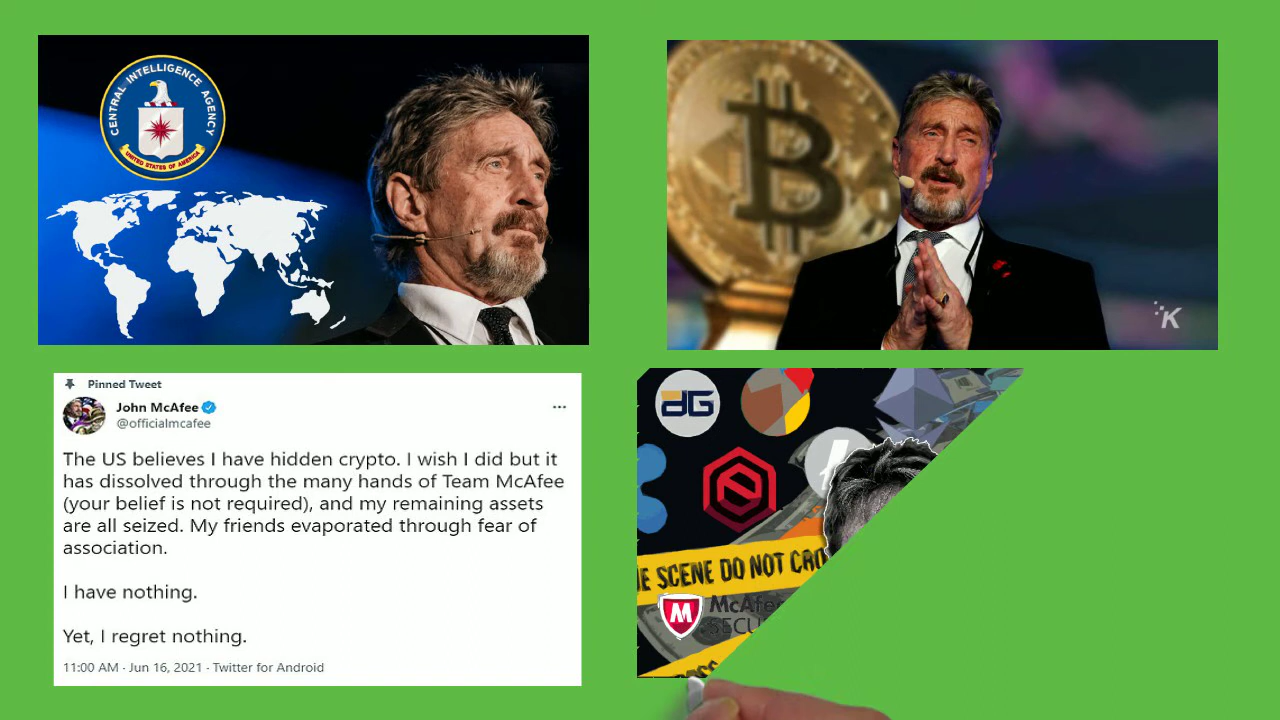 CENTRAL INTELLIGENCE AGENCY
UNITED STATES OF AMERICA
B
K
Pinned Tweet
John McAfee
@officialmcafee
The US believes I have hidden crypto. I wish I did but it
has dissolved through the many hands of Team McAfee
(your belief is not required), and my remaining assets
are all seized. My friends evaporated through fear of
association.
I have nothing.
Yet, I regret nothing.
11:00 AM · Jun 16, 2021 · Twitter for Android
dG
SCENE DO NOT
M
McAfee